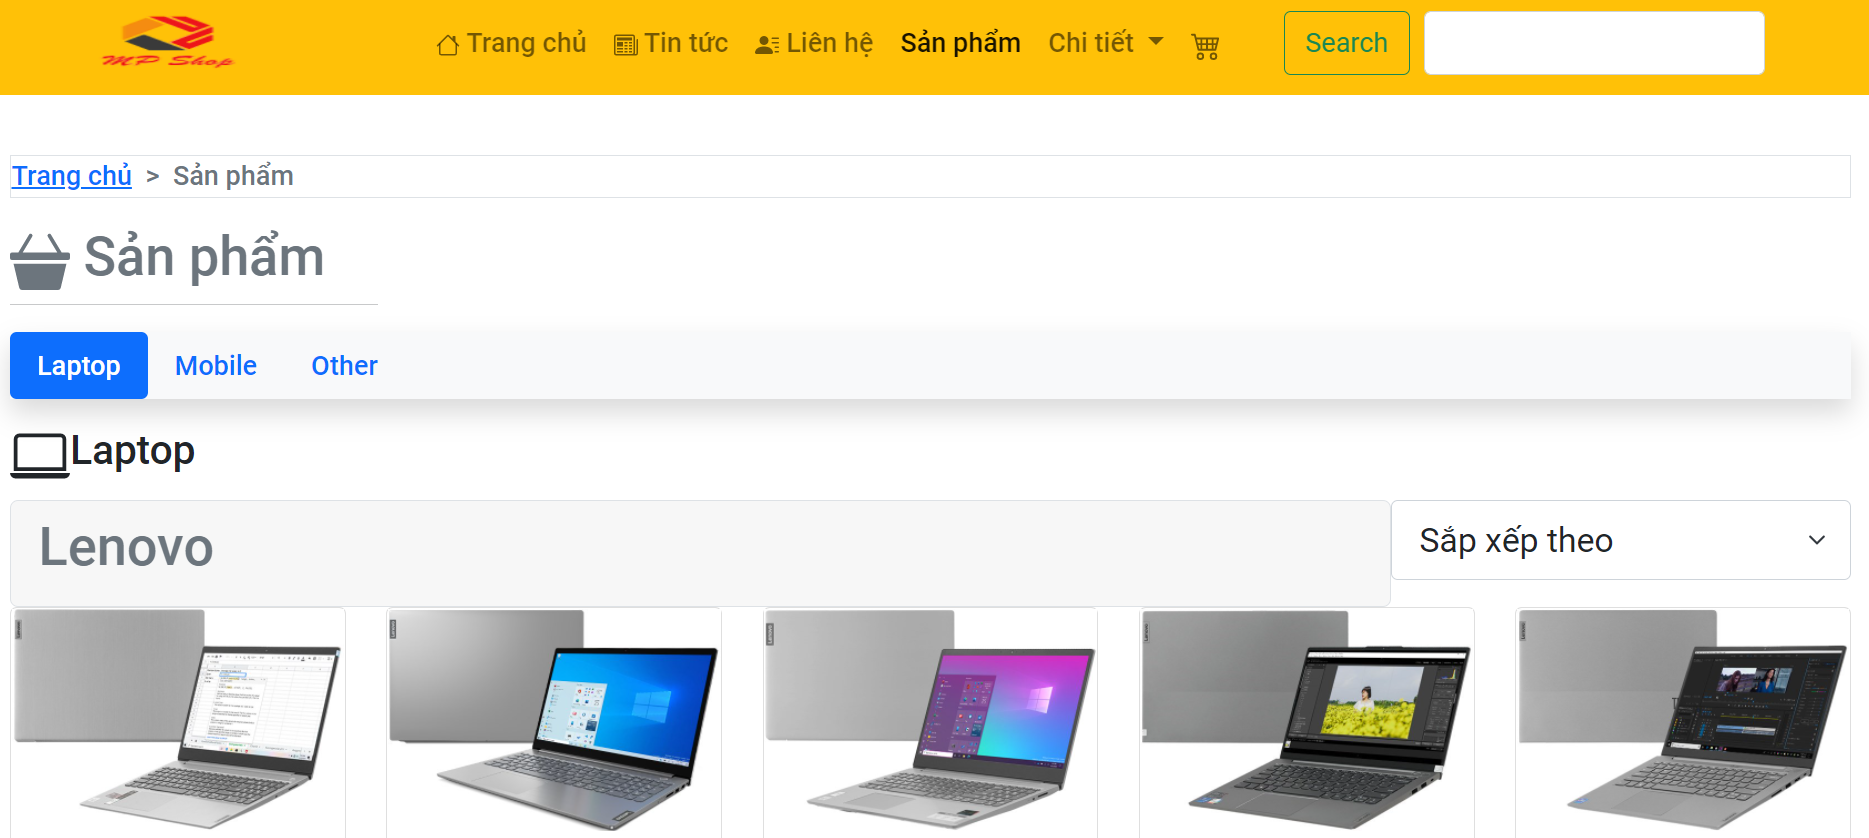 MP Shop
Trang chủ Tin tức Liên hệ Sản phẩm Chi tiết Search
Trang chủ > Sản phẩm
Sản phẩm
Laptop Mobile Other
Laptop
Lenovo
Sắp xếp theo